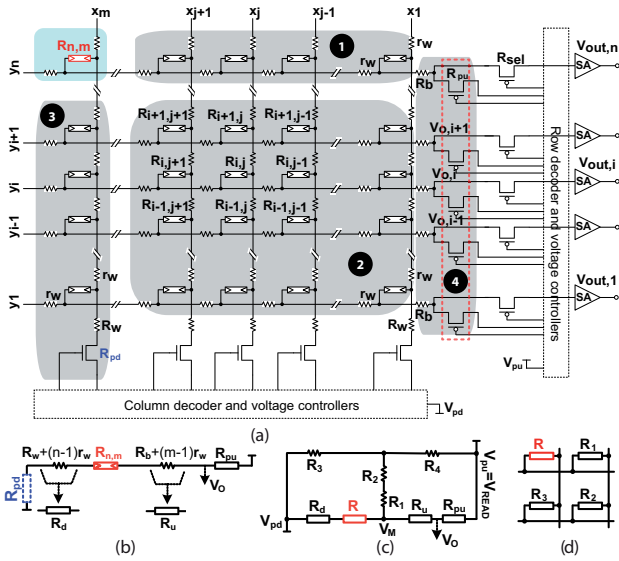 xm xj+1 xj xj-1 x1
Rn,m 1 rw Rsel Vout,n
yn rw Rb Rpu SA
3 Ri+1,j+1 Ri+1,j Ri+1,j-1 Vo,i+1
yi+1 SA
Ri,j+1 Ri,j Ri,j-1 Vout,i
yi Vo,i SA
Ri-1,j+1 Ri-1,j Ri-1,j-1 Vo,i-1
yi-1 SA
2 4
rw rw Vout,1
y1 rw Rb SA
Rw Rw
Rpd
Row decoder and voltage controllers
Vpu
Column decoder and voltage controllers Vpd
(a)
Rw+(n-1)rw Rn,m Rb+(m-1)rw Rpu
Rpd VO
Rd Ru
(b)
R3 R2 R4
R1
Rd R Ru Rpu
Vpd VM VO
Vpu=VREAD
(c)
R R1
R3 R2
(d)